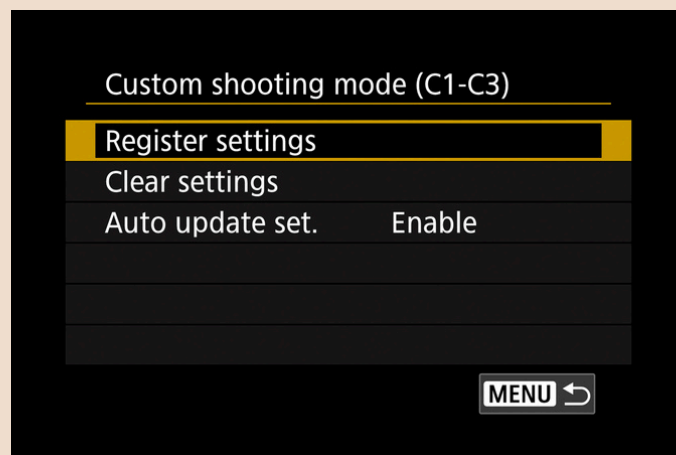 Custom shooting mode (C1-C3)
Register settings
Clear settings
Auto update set. Enable
MENU